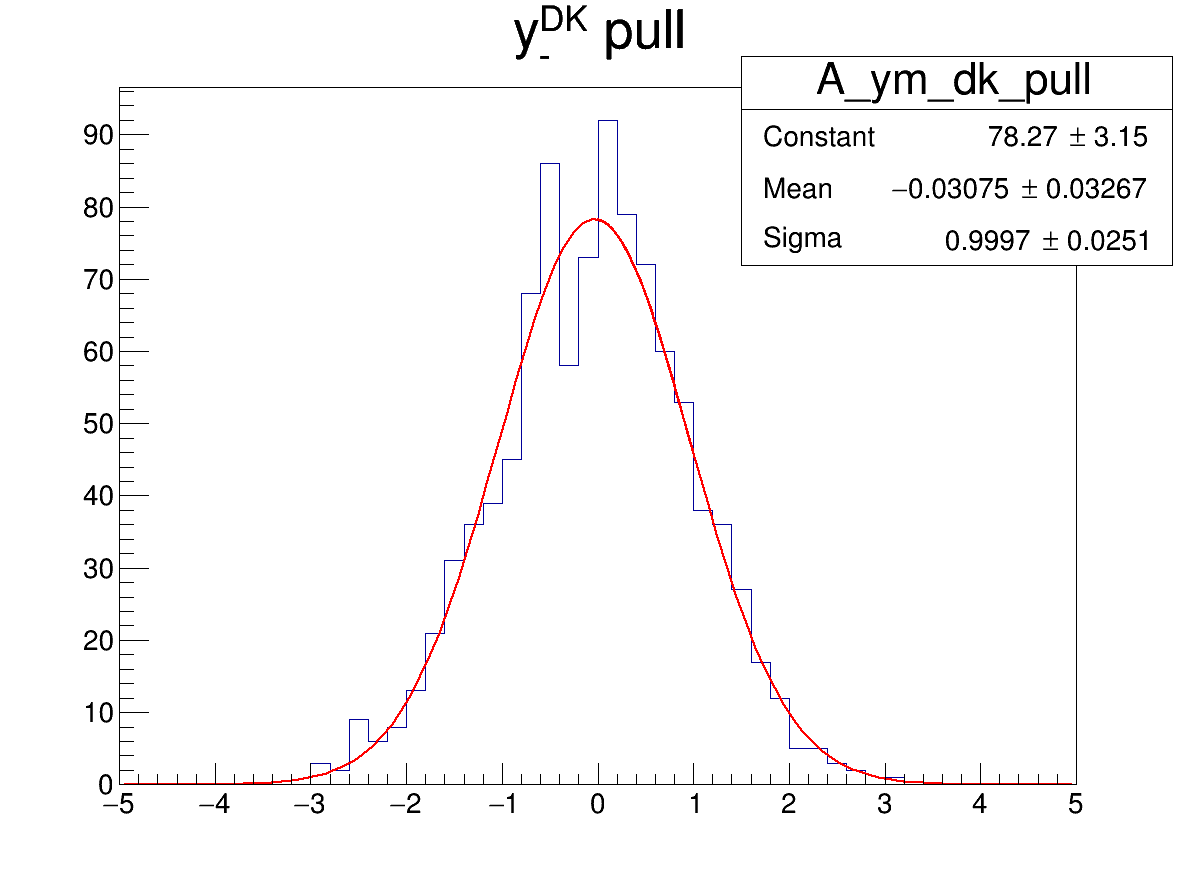 y_-^DK pull
A_ym_dk_pull
Constant 78.27 ± 3.15
Mean −0.03075 ± 0.03267
Sigma 0.9997 ± 0.0251
90
80
70
60
50
40
30
20
10
0
−5 −4 −3 −2 −1 0 1 2 3 4 5